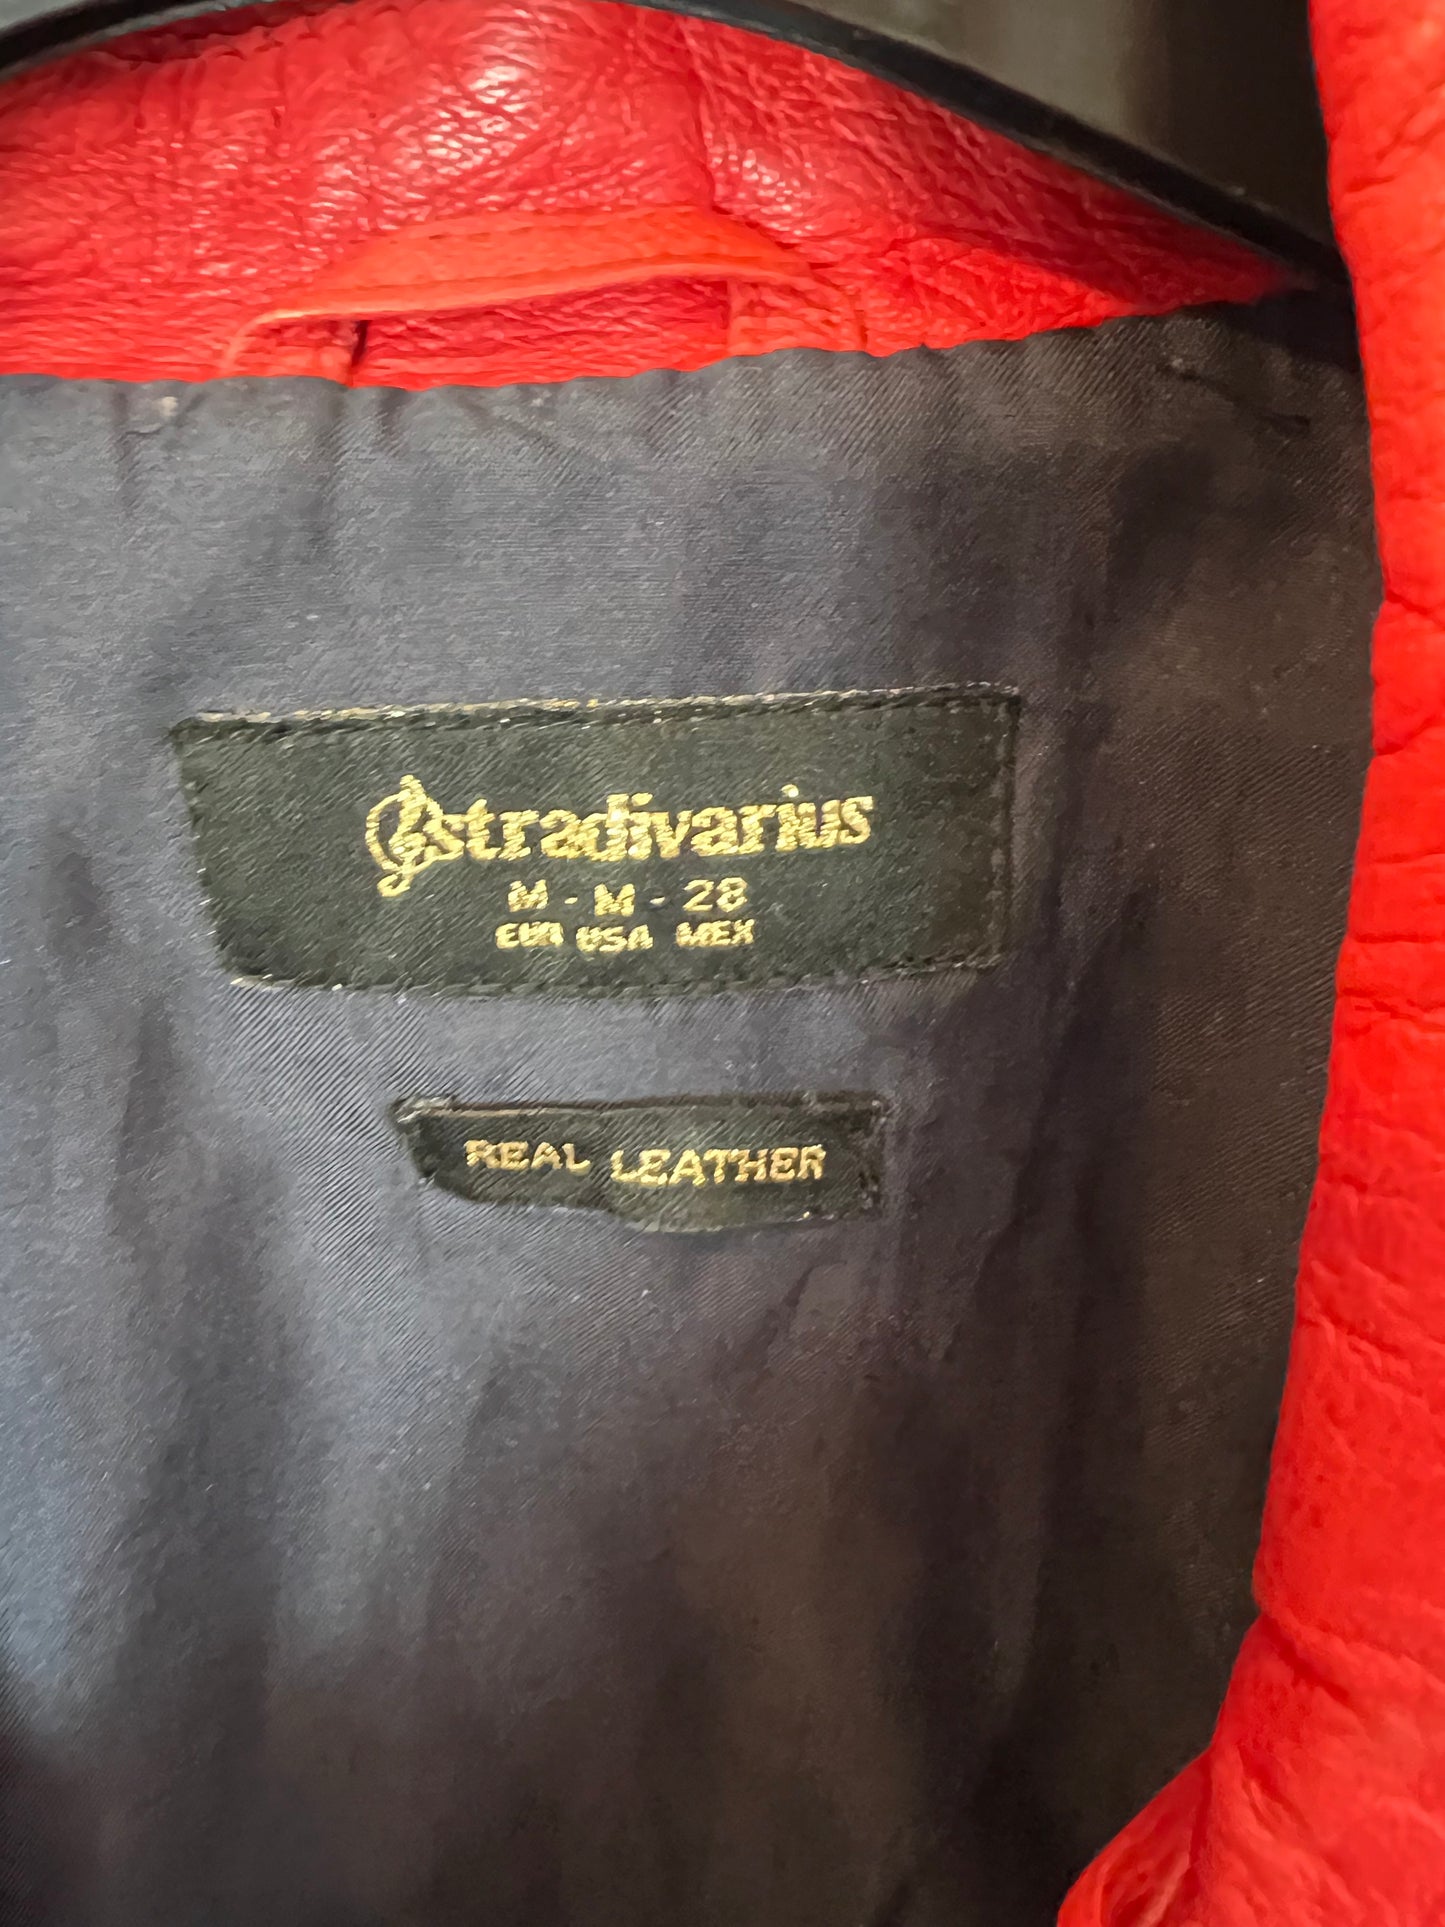 Stradivarius
M - M - 28
EUR USA MEX
REAL LEATHER